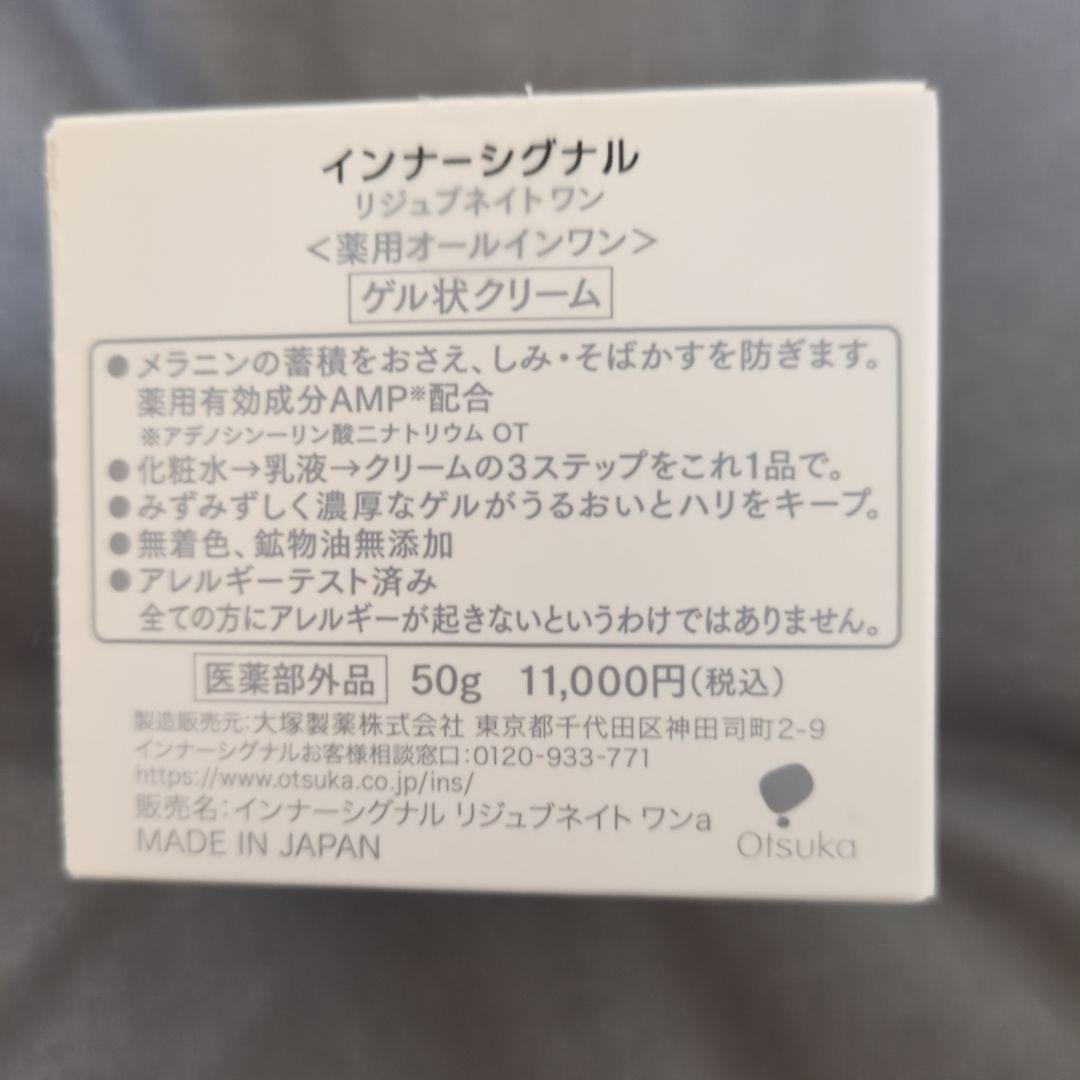 インナーシグナル
リジュブネイト ワン
＜薬用オールインワン＞
ゲル状クリーム
●メラニンの蓄積をおさえ、しみ・そばかすを防ぎます。
薬用有効成分AMP※配合
※アデノシン一リン酸二ナトリウム OT
●化粧水→乳液→クリームの3ステップをこれ1品で。
●みずみずしく濃厚なゲルがうるおいとハリをキープ。
●無着色、鉱物油無添加
●アレルギーテスト済み
全ての方にアレルギーが起きないというわけではありません。
医薬部外品 50g 11,000円(税込)
製造販売元:大塚製薬株式会社 東京都千代田区神田司町2-9
インナーシグナルお客様相談窓口:0120-933-771
https://www.otsuka.co.jp/ins/
販売名:インナーシグナル リジュブネイト ワンa
MADE IN JAPAN
Otsuka